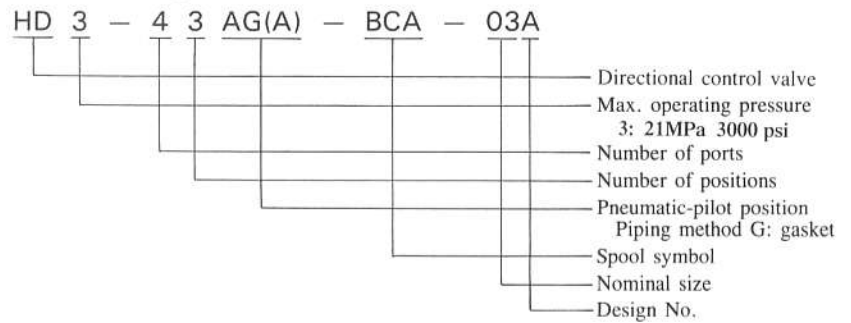 HD 3 - 4 3 AG(A) - BCA - 03A
Directional control valve
Max. operating pressure
3: 21MPa 3000 psi
Number of ports
Number of positions
Pneumatic-pilot position
Piping method G: gasket
Spool symbol
Nominal size
Design No.